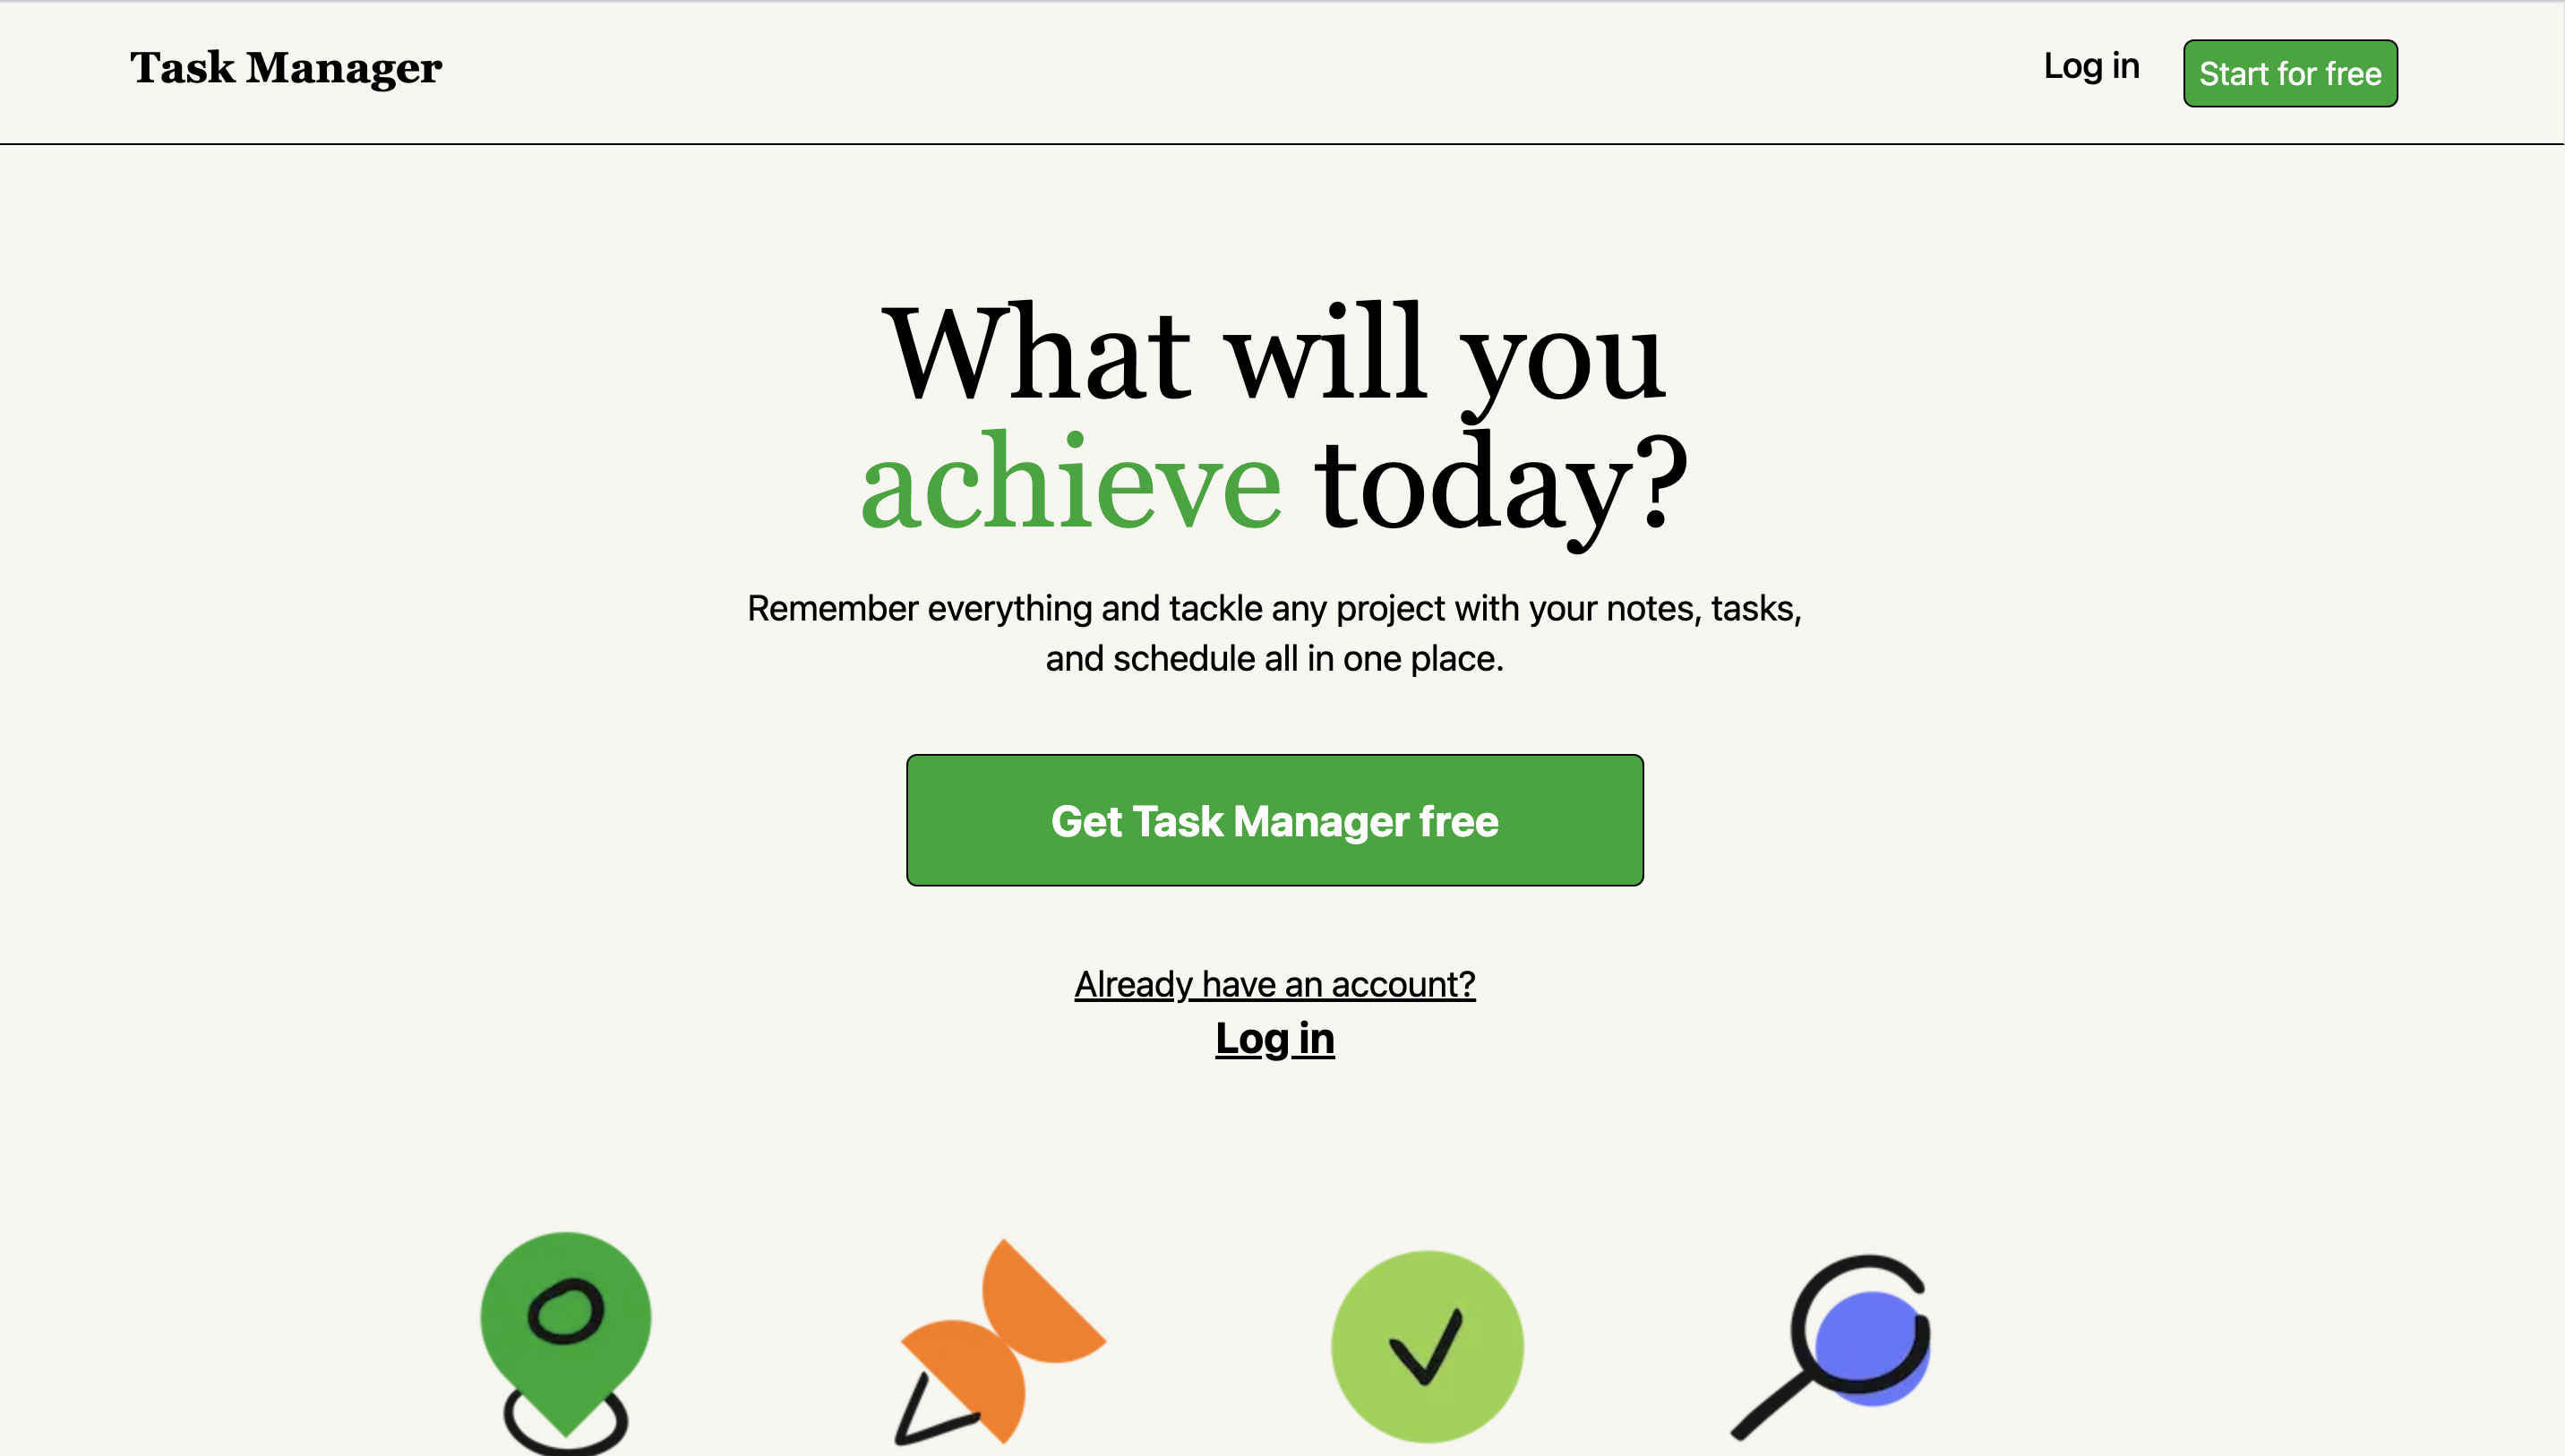 Task Manager
Log in
Start for free
What will you
achieve today?
Remember everything and tackle any project with your notes, tasks,
and schedule all in one place.
Get Task Manager free
Already have an account?
Log in